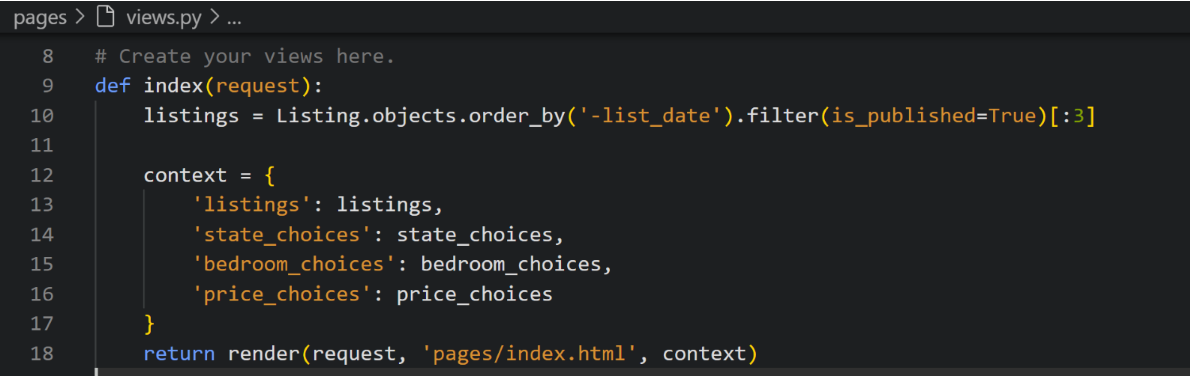 pages > views.py > ...
8 # Create your views here.
9 def index(request):
10     listings = Listing.objects.order_by('-list_date').filter(is_published=True)[:3]
11
12     context = {
13         'listings': listings,
14         'state_choices': state_choices,
15         'bedroom_choices': bedroom_choices,
16         'price_choices': price_choices
17     }
18     return render(request, 'pages/index.html', context)